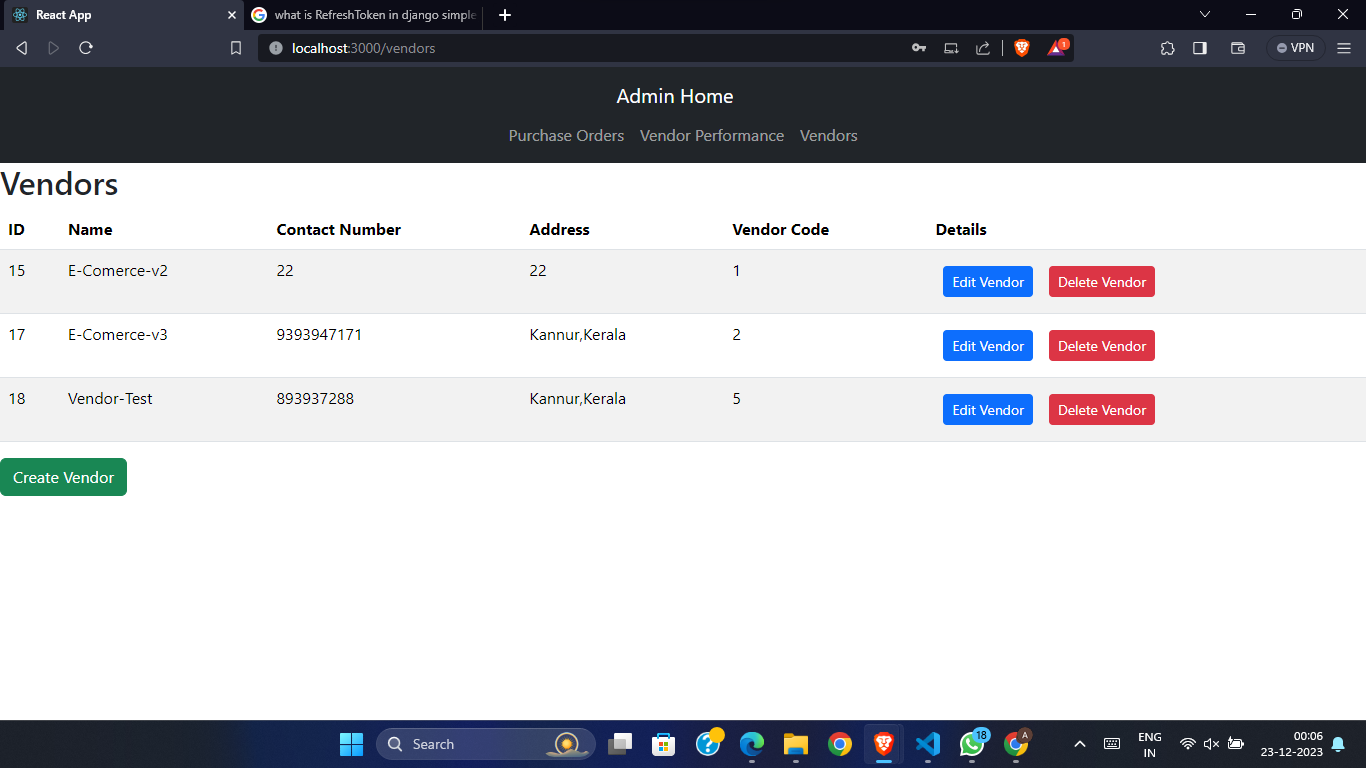 React App
what is RefreshToken in django simple
localhost:3000/vendors
1
VPN
Admin Home
Purchase Orders Vendor Performance Vendors
Vendors
ID Name Contact Number Address Vendor Code Details
15 E-Comerce-v2 22 22 1 Edit Vendor Delete Vendor
17 E-Comerce-v3 9393947171 Kannur,Kerala 2 Edit Vendor Delete Vendor
18 Vendor-Test 893937288 Kannur,Kerala 5 Edit Vendor Delete Vendor
Create Vendor
Search
18
A
ENG
IN
00:06
23-12-2023